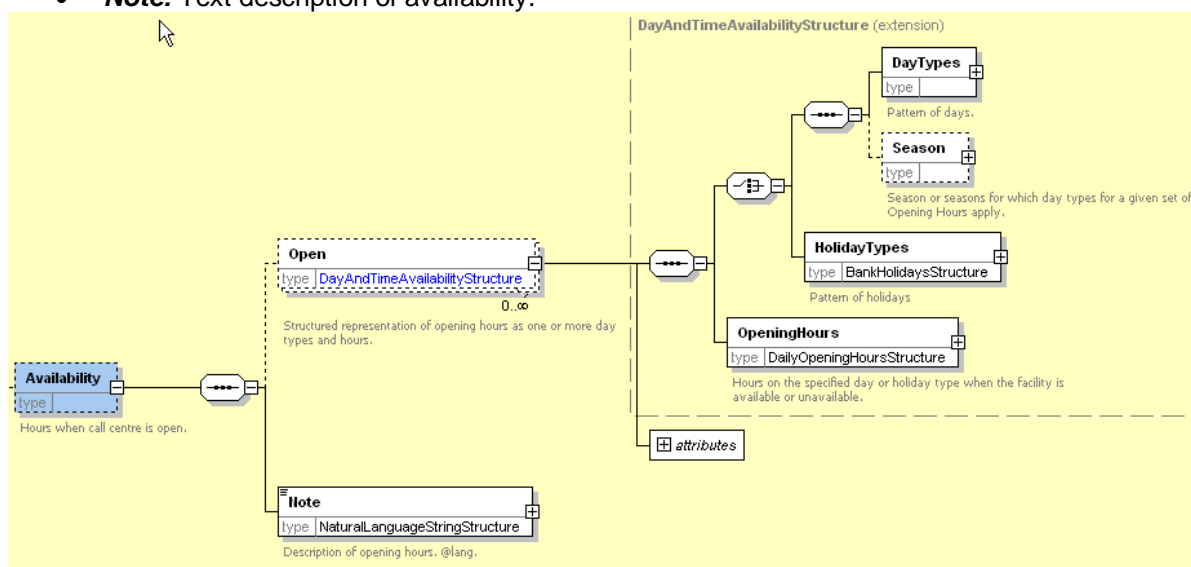 • Note: Text description of availability.
DayAndTimeAvailabilityStructure (extension)
DayTypes
type
Pattern of days.
Season
type
Season or seasons for which day types for a given set of
Opening Hours apply.
HolidayTypes
type BankHolidaysStructure
Pattern of holidays
Open
type DayAndTimeAvailabilityStructure
0..∞
Structured representation of opening hours as one or more day
types and hours.
OpeningHours
type DailyOpeningHoursStructure
Hours on the specified day or holiday type when the facility is
available or unavailable.
Availability
type
Hours when call centre is open.
attributes
Note
type NaturalLanguageStringStructure
Description of opening hours. @lang.